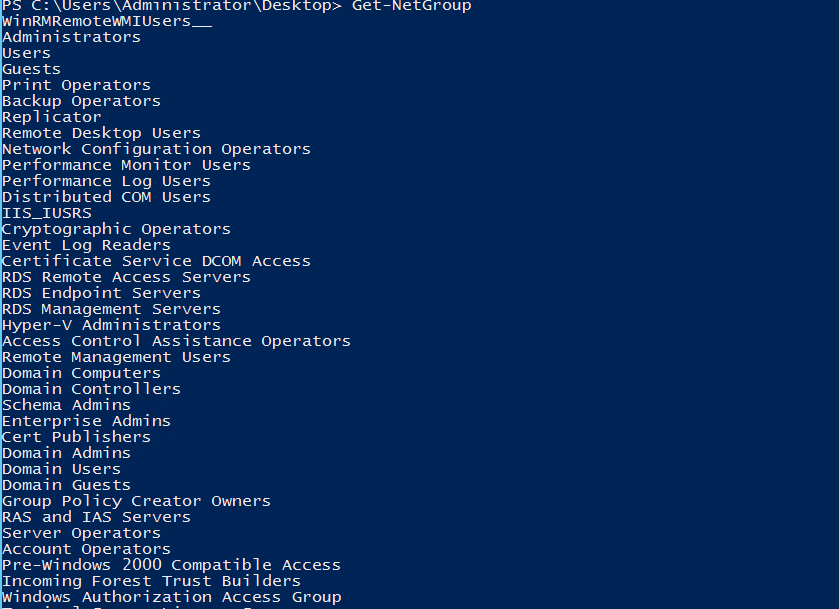 PS C:\Users\Administrator\Desktop> Get-NetGroup
WinRMRemoteWMIUsers__
Administrators
Users
Guests
Print Operators
Backup Operators
Replicator
Remote Desktop Users
Network Configuration Operators
Performance Monitor Users
Performance Log Users
Distributed COM Users
IIS_IUSRS
Cryptographic Operators
Event Log Readers
Certificate Service DCOM Access
RDS Remote Access Servers
RDS Endpoint Servers
RDS Management Servers
Hyper-V Administrators
Access Control Assistance Operators
Remote Management Users
Domain Computers
Domain Controllers
Schema Admins
Enterprise Admins
Cert Publishers
Domain Admins
Domain Users
Domain Guests
Group Policy Creator Owners
RAS and IAS Servers
Server Operators
Account Operators
Pre-Windows 2000 Compatible Access
Incoming Forest Trust Builders
Windows Authorization Access Group